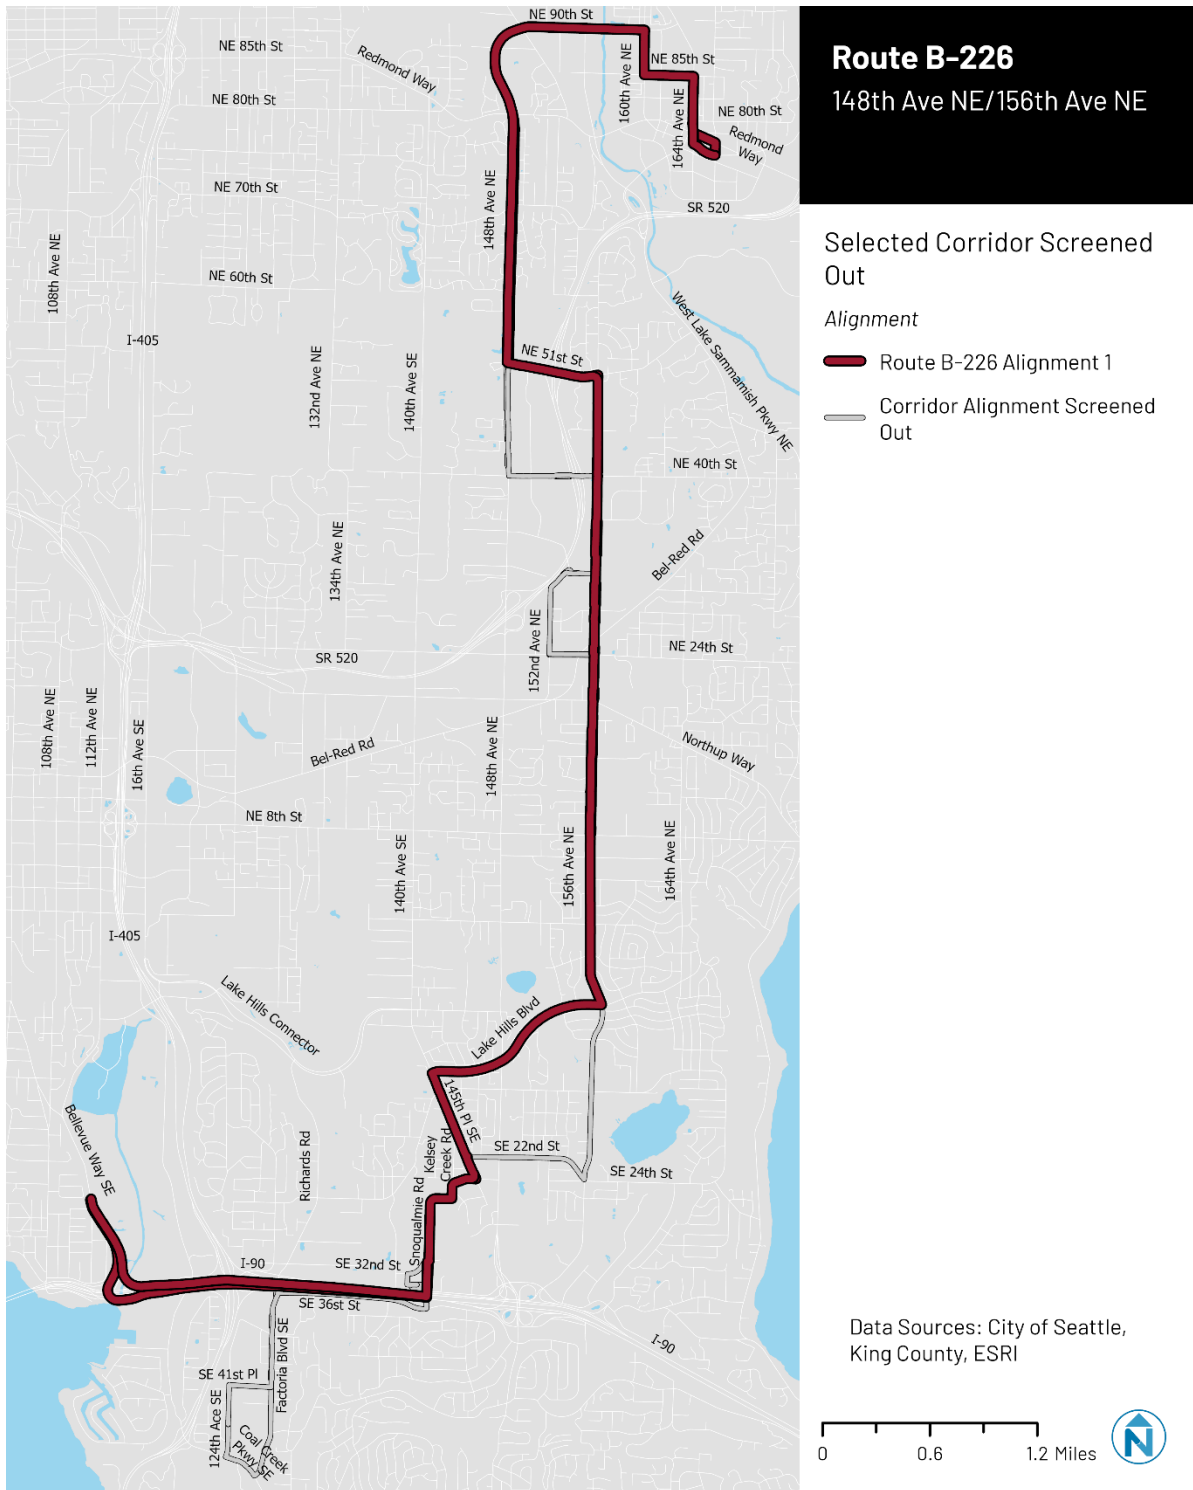 Route B-226
148th Ave NE/156th Ave NE
Selected Corridor Screened
Out
Alignment
Route B-226 Alignment 1
Corridor Alignment Screened
Out
Data Sources: City of Seattle,
King County, ESRI
0
0.6
1.2 Miles
N
NE 90th St
NE 85th St
Redmond Way
160th Ave NE
NE 85th St
NE 80th St
164th Ave NE
NE 80th St
Redmond
Way
148th Ave NE
NE 70th St
SR 520
108th Ave NE
NE 60th St
West Lake Sammamish Pkwy NE
I-405
132nd Ave NE
140th Ave SE
NE 51st St
NE 40th St
134th Ave NE
Bel-Red Rd
152nd Ave NE
NE 24th St
SR 520
108th Ave NE
112th Ave NE
16th Ave SE
Bel-Red Rd
148th Ave NE
Northup Way
NE 8th St
140th Ave SE
156th Ave NE
164th Ave NE
I-405
Lake Hills Connector
Lake Hills Blvd
145th Pl SE
Bellevue Way SE
Richards Rd
Kelsey
Creek Rd
SE 22nd St
SE 24th St
Snoqualmie Rd
I-90
SE 32nd St
SE 36st St
Factoria Blvd SE
I-90
SE 41st Pl
124th Ace SE
Coal Creek
Pkwy SE